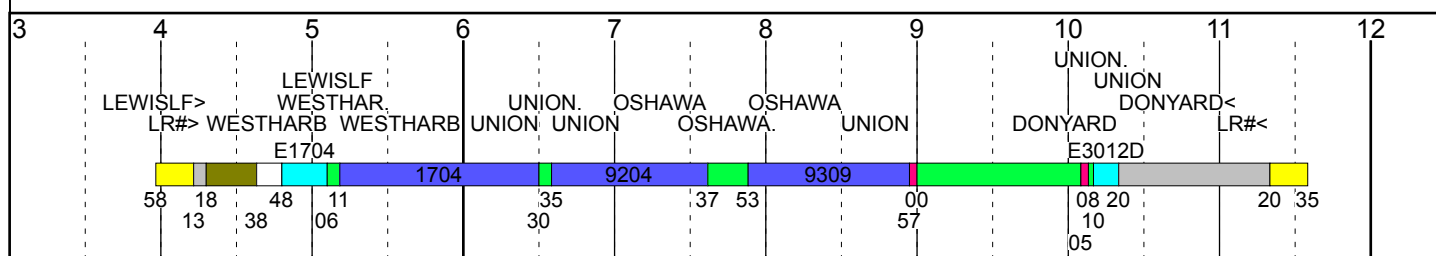 3 4 5 6 7 8 9 10 11 12
UNION.
LEWISLF UNION
LEWISLF> WESTHAR. UNION. OSHAWA OSHAWA DONYARD<
LR#> WESTHARB WESTHARB UNION UNION OSHAWA. UNION DONYARD LR#<
E1704 E3012D
1704 9204 9309
58 18 48 11 35 37 53 00 08 20 20 35
13 38 06 30 57 10
05